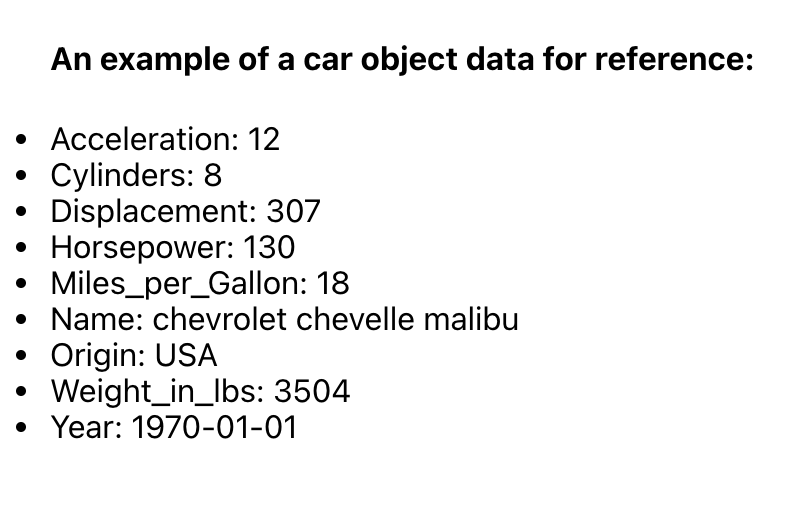 An example of a car object data for reference:
• Acceleration: 12
• Cylinders: 8
• Displacement: 307
• Horsepower: 130
• Miles_per_Gallon: 18
• Name: chevrolet chevelle malibu
• Origin: USA
• Weight_in_lbs: 3504
• Year: 1970-01-01